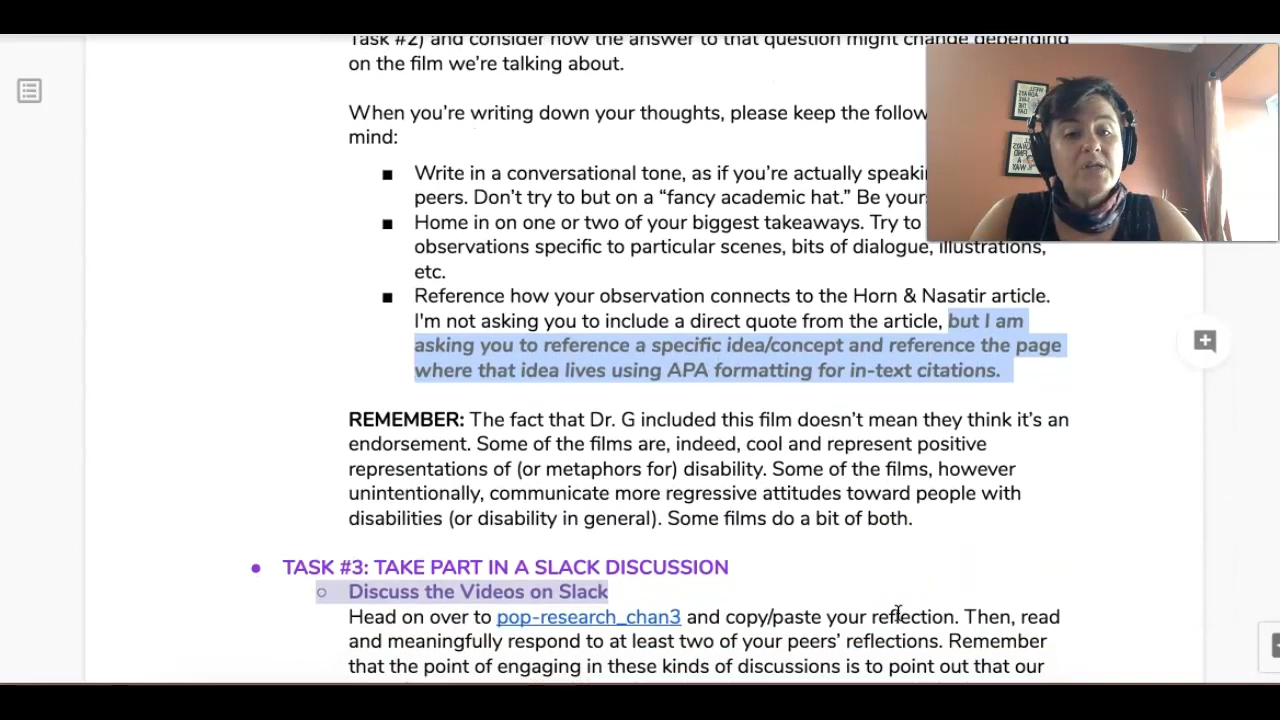 Task #2) and consider how the answer to that question might change depending
on the film we're talking about.
When you're writing down your thoughts, please keep the follow
mind:
■ Write in a conversational tone, as if you're actually speaki
peers. Don't try to but on a “fancy academic hat.” Be your
■ Home in on one or two of your biggest takeaways. Try to
observations specific to particular scenes, bits of dialogue, illustrations,
etc.
■ Reference how your observation connects to the Horn & Nasatir article.
I'm not asking you to include a direct quote from the article, but I am
asking you to reference a specific idea/concept and reference the page
where that idea lives using APA formatting for in-text citations.
REMEMBER: The fact that Dr. G included this film doesn't mean they think it's an
endorsement. Some of the films are, indeed, cool and represent positive
representations of (or metaphors for) disability. Some of the films, however
unintentionally, communicate more regressive attitudes toward people with
disabilities (or disability in general). Some films do a bit of both.
● TASK #3: TAKE PART IN A SLACK DISCUSSION
○ Discuss the Videos on Slack
Head on over to pop-research_chan3 and copy/paste your reflection. Then, read
and meaningfully respond to at least two of your peers' reflections. Remember
that the point of engaging in these kinds of discussions is to point out that our